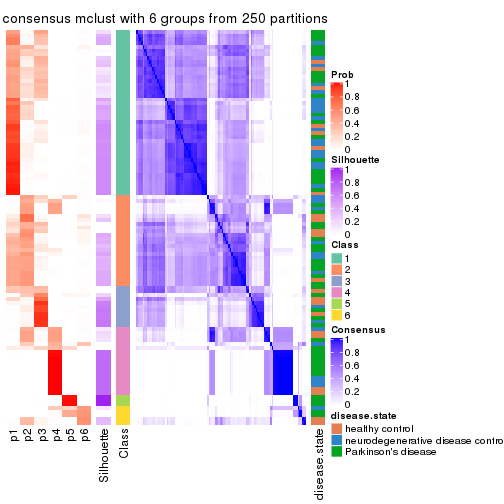 consensus mclust with 6 groups from 250 partitions
Prob
1
0.8
0.6
0.4
0.2
0
Silhouette
1
0.8
0.6
0.4
0.2
0
Class
1
2
3
4
5
6
Consensus
1
0.8
0.6
0.4
0.2
0
disease.state
healthy control
neurodegenerative disease contro
Parkinson's disease
p1
p2
p3
p4
p5
p6
Silhouette
Class
disease.state